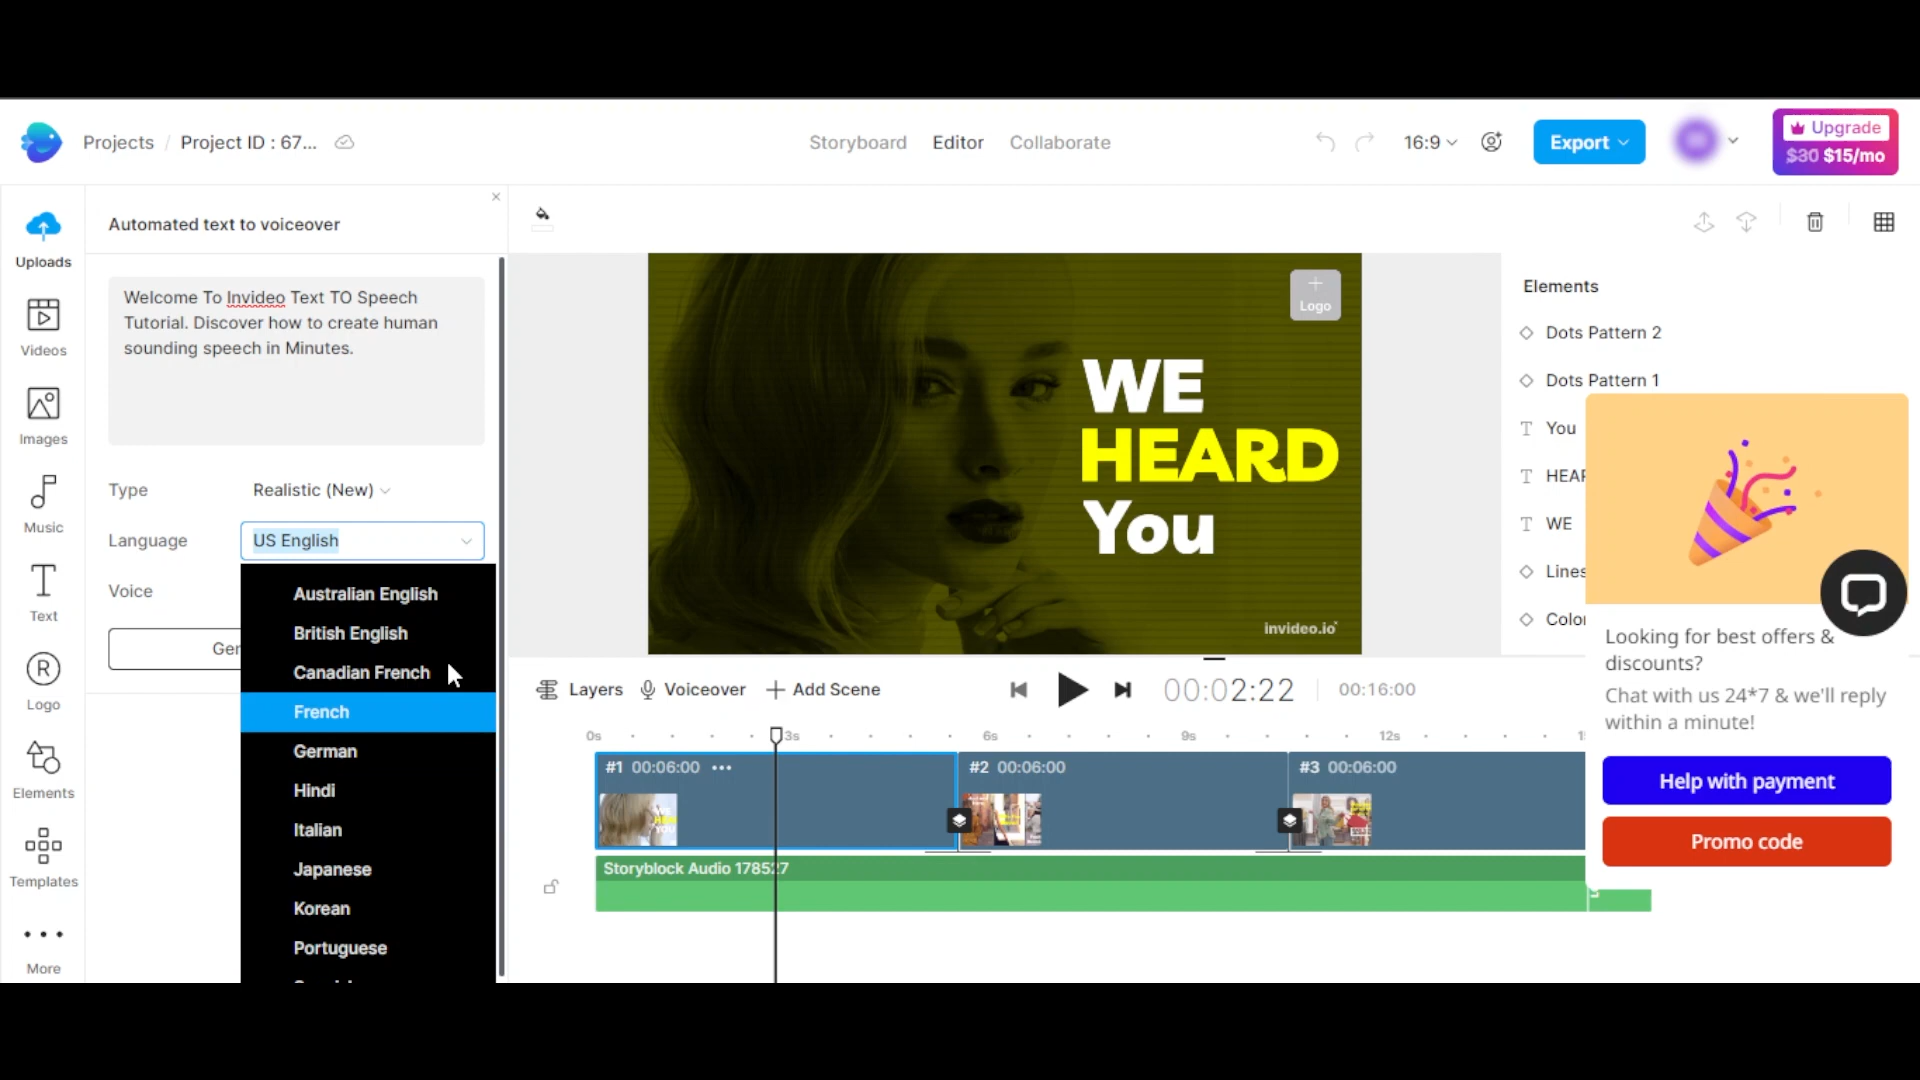 Projects / Project ID : 67...
Storyboard Editor Collaborate
16:9
Export
Upgrade
$30 $15/mo
Uploads
Videos
Images
Music
Text
Logo
Elements
Templates
More
Automated text to voiceover
Welcome To Invideo Text TO Speech
Tutorial. Discover how to create human
sounding speech in Minutes.
Type Realistic (New)
Language US English
Voice
Australian English
British English
Canadian French
French
German
Hindi
Italian
Japanese
Korean
Portuguese
+
Logo
WE
HEARD
You
invideo.io
Elements
Dots Pattern 2
Dots Pattern 1
T You
T HEAR
T WE
Lines
Color
Looking for best offers &
discounts?
Chat with us 24*7 & we'll reply
within a minute!
Help with payment
Promo code
Layers Voiceover + Add Scene
00:02:22 00:16:00
0s 3s 6s 9s 12s
#1 00:06:00 •••
#2 00:06:00
#3 00:06:00
Storyblock Audio 178527